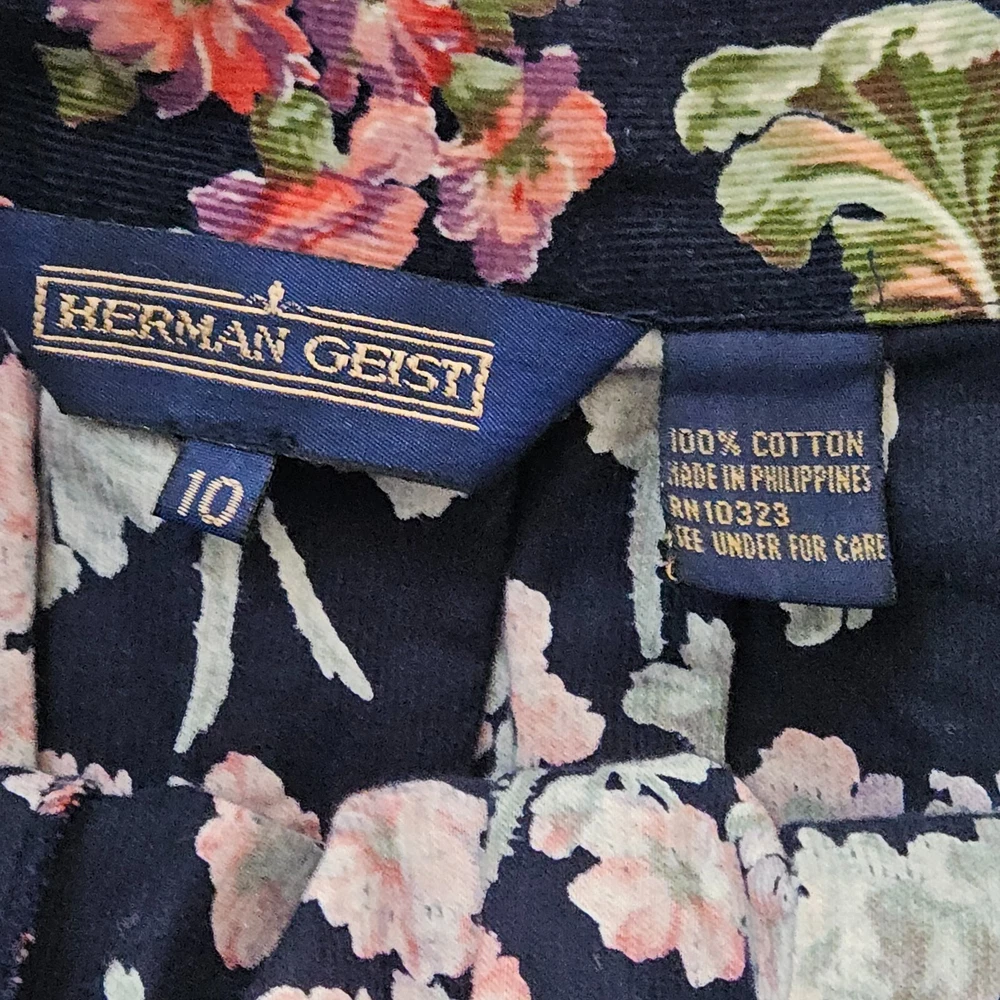 HERMAN GEIST
10
100% COTTON
MADE IN PHILIPPINES
RN10323
SEE UNDER FOR CARE